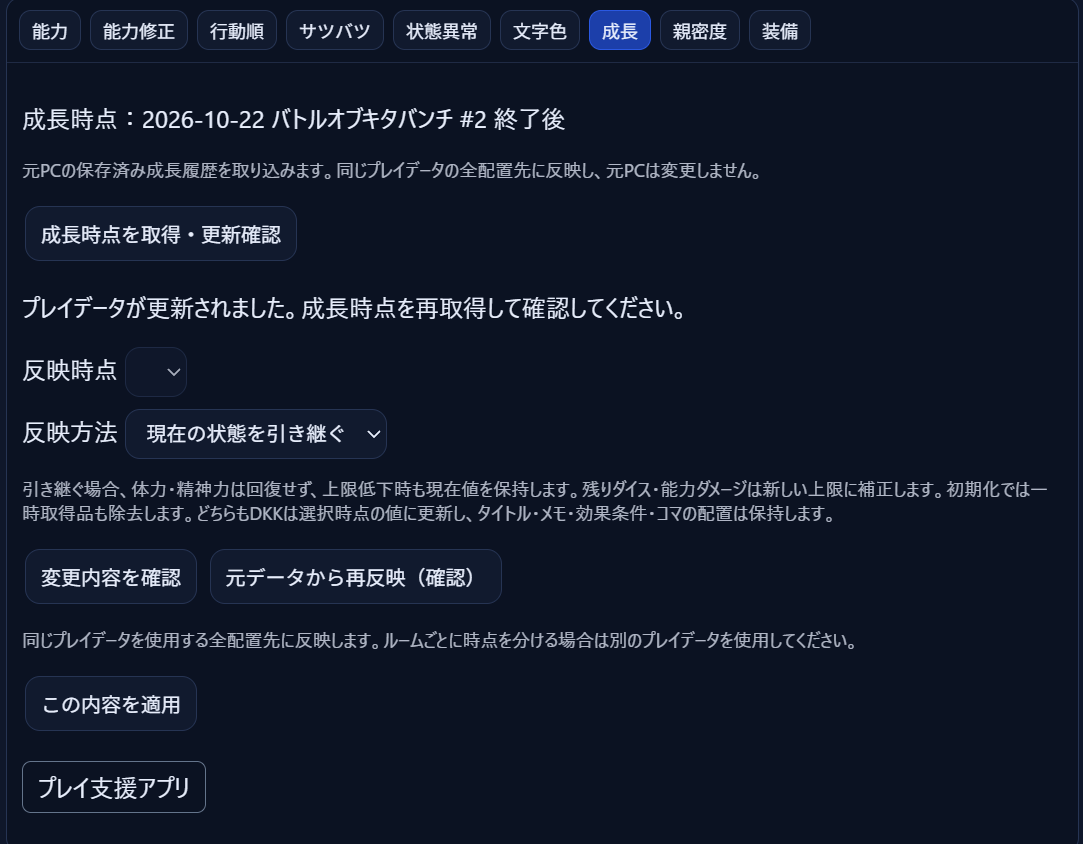 能力 能力修正 行動順 サツバツ 状態異常 文字色 成長 親密度 装備
成長時点：2026-10-22 バトルオブキタバンチ #2 終了後
元PCの保存済み成長履歴を取り込みます。同じプレイデータの全配置先に反映し、元PCは変更しません。
成長時点を取得・更新確認
プレイデータが更新されました。成長時点を再取得して確認してください。
反映時点
反映方法 現在の状態を引き継ぐ
引き継ぐ場合、体力・精神力は回復せず、上限低下時も現在値を保持します。残りダイス・能力ダメージは新しい上限に補正します。初期化では一
時取得品も除去します。どちらもDKKは選択時点の値に更新し、タイトル・メモ・効果条件・コマの配置は保持します。
変更内容を確認 元データから再反映（確認）
同じプレイデータを使用する全配置先に反映します。ルームごとに時点を分ける場合は別のプレイデータを使用してください。
この内容を適用
プレイ支援アプリ